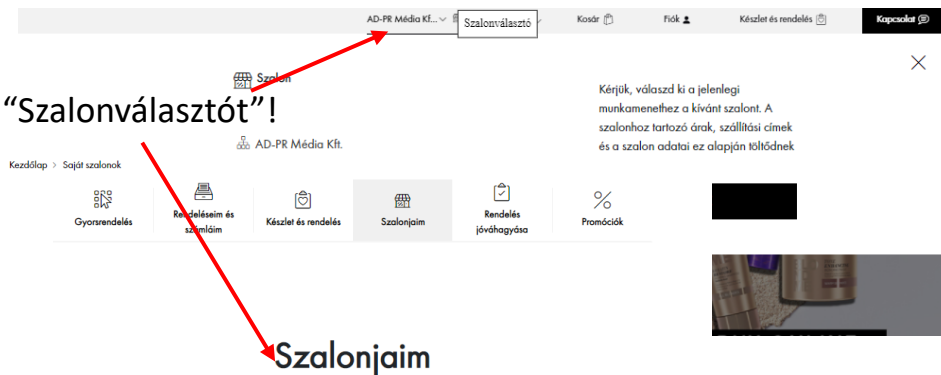 AD-PR Média Kf...
Szalonválasztó
Kosár
Fiók
Készlet és rendelés
Kapcsolat
Szalon
Kérjük, válaszd ki a jelenlegi
munkamenethez a kívánt szalont. A
szalonhoz tartozó árak, szállítási címek
és a szalon adatai ez alapján töltődnek
“Szalonválasztót”!
AD-PR Média Kft.
Kezdőlap > Saját szalonok
Gyorsrendelés
Rendeléseim és
számláim
Készlet és rendelés
Szalonjaim
Rendelés
jóváhagyása
Promóciók
Szalonjaim